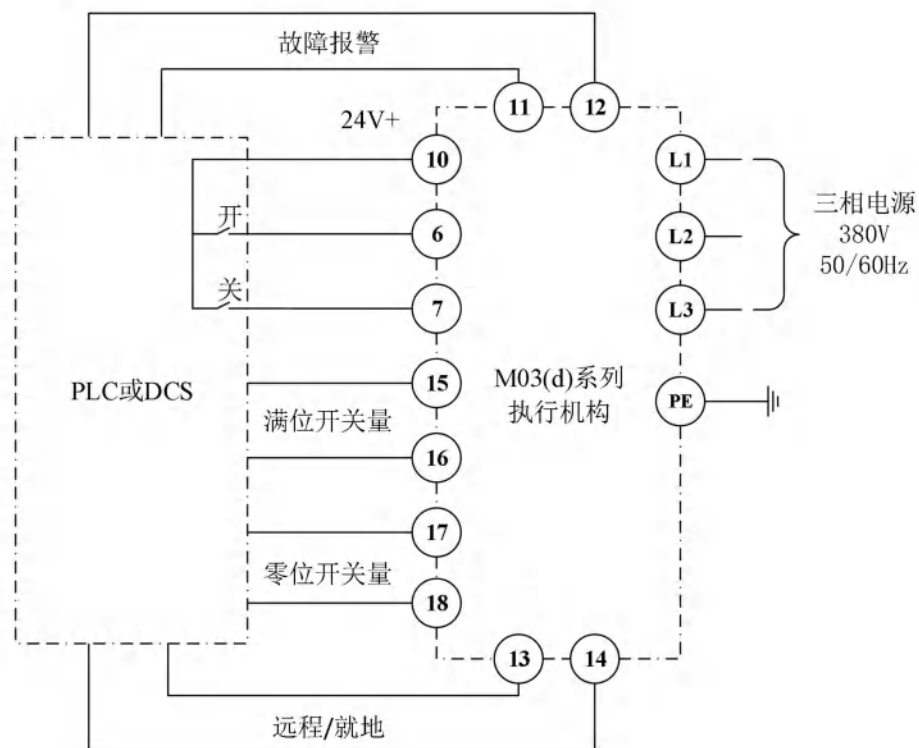 故障报警
11
12
24V+
10
L1
开
6
L2
三相电源
380V
50/60Hz
关
7
L3
PLC或DCS
15
M03(d)系列
执行机构
PE
满位开关量
16
17
零位开关量
18
13
14
远程/就地